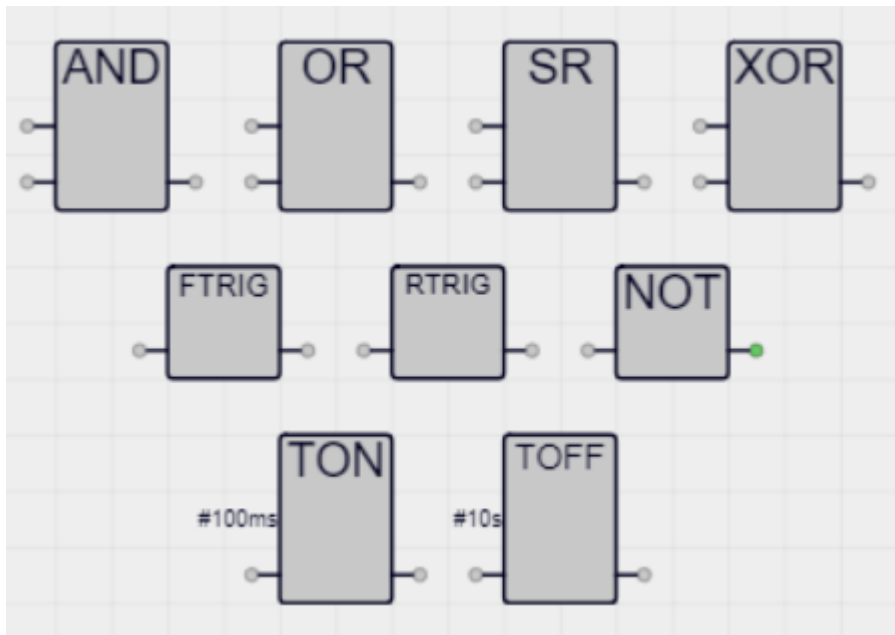 AND OR SR XOR
FTRIG RTRIG NOT
TON TOFF
#100ms #10s